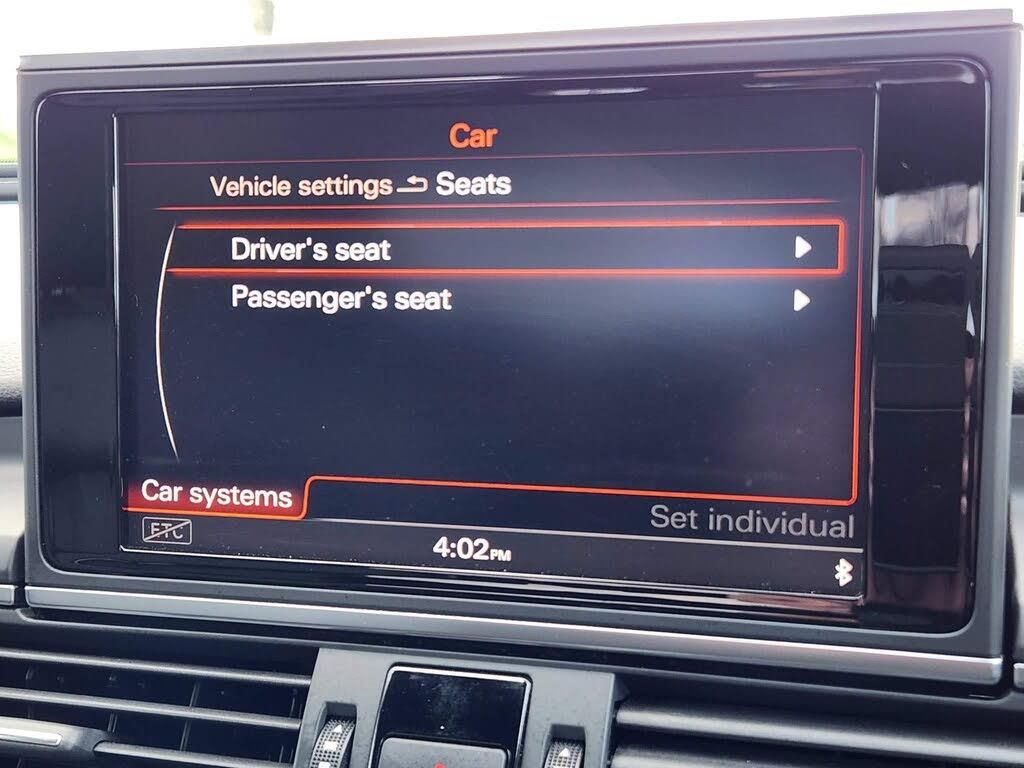 Car
Vehicle settings Seats
Driver's seat
Passenger's seat
Car systems
Set individual
ETC
4:02PM